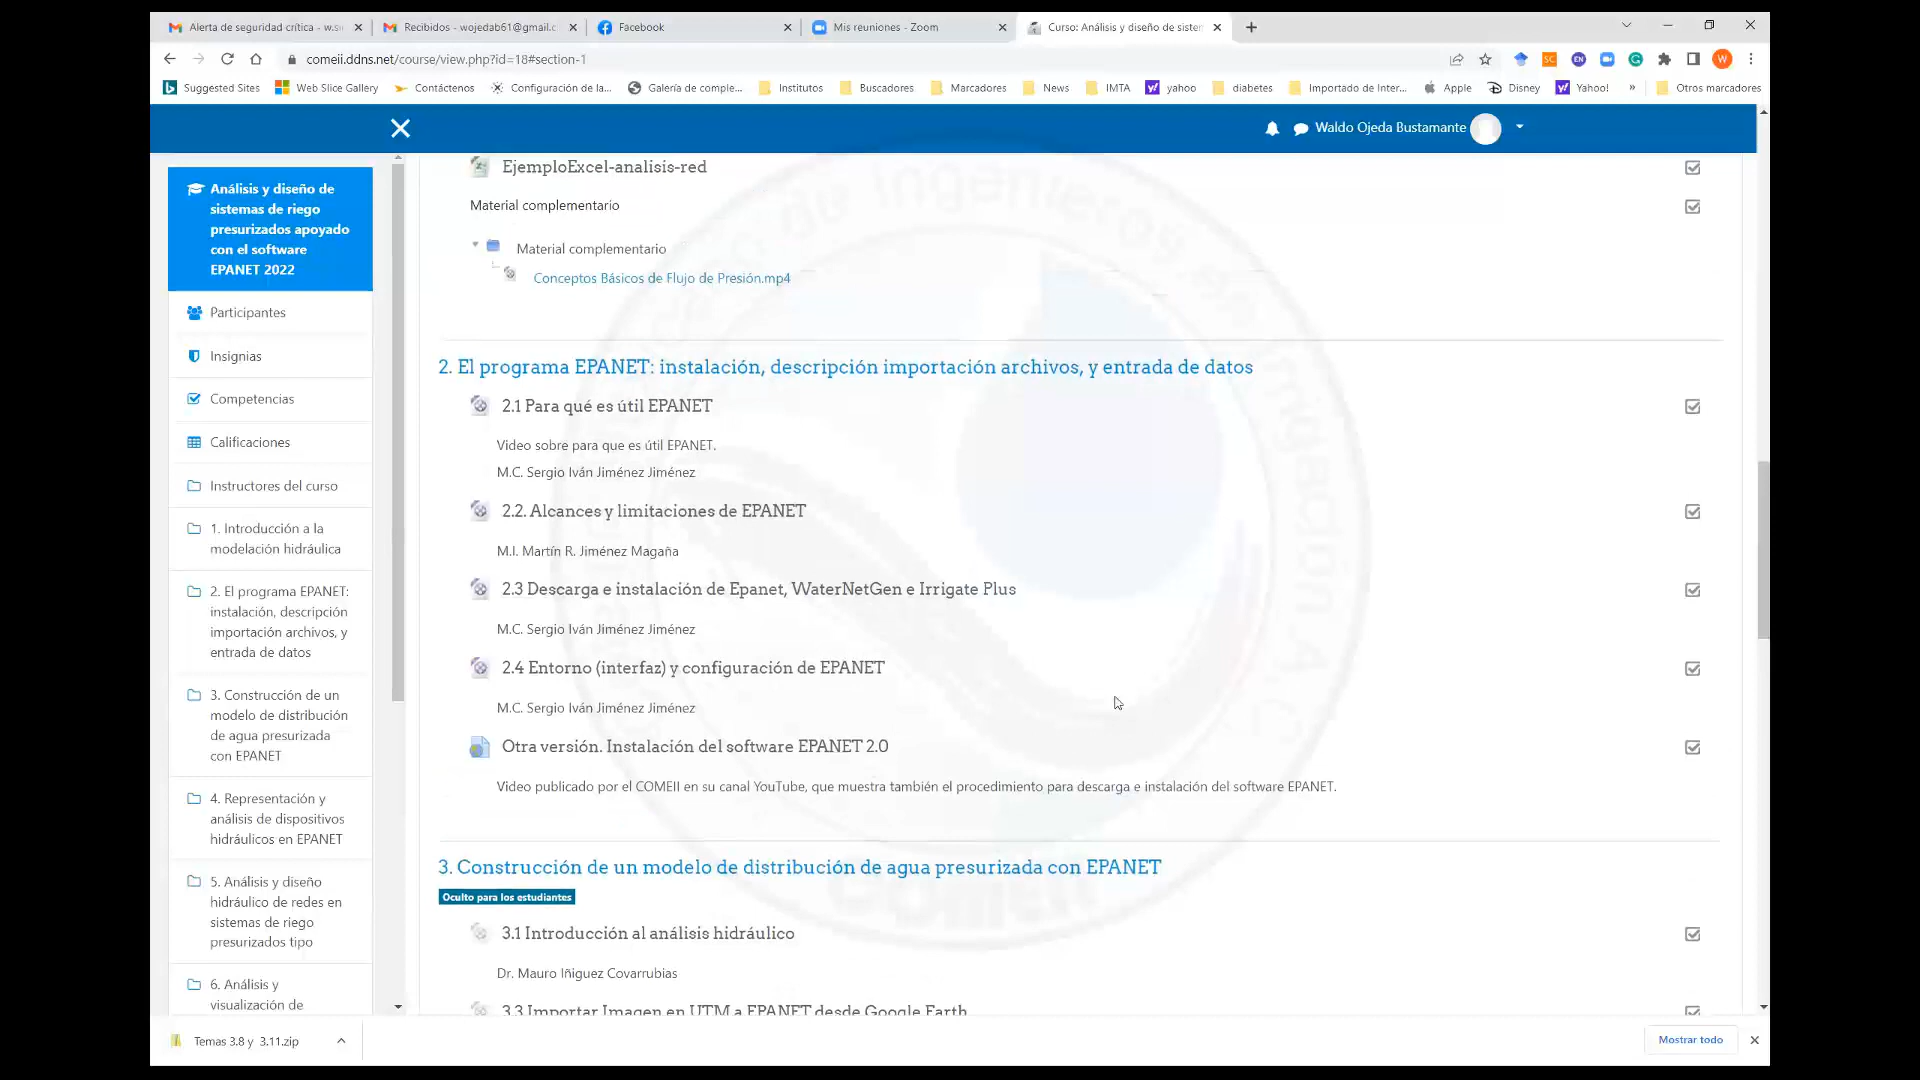 Alerta de seguridad crítica - w.si
Recibidos - wojedab61@gmail.c
Facebook
Mis reuniones - Zoom
Curso: Análisis y diseño de sister
comeii.ddns.net/course/view.php?id=18#section-1
SC
EN
W
Suggested Sites
Web Slice Gallery
Contáctenos
Configuración de la...
Galería de comple...
Institutos
Buscadores
Marcadores
News
IMTA
yahoo
diabetes
Importado de Inter...
Apple
Disney
Yahoo!
»
Otros marcadores
Waldo Ojeda Bustamante
Análisis y diseño de
sistemas de riego
presurizados apoyado
con el software
EPANET 2022
Participantes
Insignias
Competencias
Calificaciones
Instructores del curso
1. Introducción a la
modelación hidráulica
2. El programa EPANET:
instalación, descripción
importación archivos, y
entrada de datos
3. Construcción de un
modelo de distribución
de agua presurizada
con EPANET
4. Representación y
análisis de dispositivos
hidráulicos en EPANET
5. Análisis y diseño
hidráulico de redes en
sistemas de riego
presurizados tipo
6. Análisis y
visualización de
EjemploExcel-analisis-red
Material complementario
Material complementario
Conceptos Básicos de Flujo de Presión.mp4
2. El programa EPANET: instalación, descripción importación archivos, y entrada de datos
2.1 Para qué es útil EPANET
Video sobre para que es útil EPANET.
M.C. Sergio Iván Jiménez Jiménez
2.2. Alcances y limitaciones de EPANET
M.I. Martín R. Jiménez Magaña
2.3 Descarga e instalación de Epanet, WaterNetGen e Irrigate Plus
M.C. Sergio Iván Jiménez Jiménez
2.4 Entorno (interfaz) y configuración de EPANET
M.C. Sergio Iván Jiménez Jiménez
Otra versión. Instalación del software EPANET 2.0
Video publicado por el COMEII en su canal YouTube, que muestra también el procedimiento para descarga e instalación del software EPANET.
3. Construcción de un modelo de distribución de agua presurizada con EPANET
Oculto para los estudiantes
3.1 Introducción al análisis hidráulico
Dr. Mauro Iñiguez Covarrubias
3.3 Importar Imagen en UTM a EPANET desde Google Earth
COMEII
Temas 3.8 y 3.11.zip
Mostrar todo